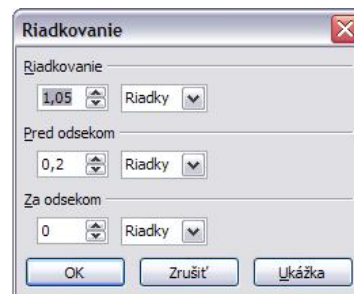 Riadkovanie
Riadkovanie
1,05 Riadky
Pred odsekom
0,2 Riadky
Za odsekom
0 Riadky
OK Zrušiť Ukážka